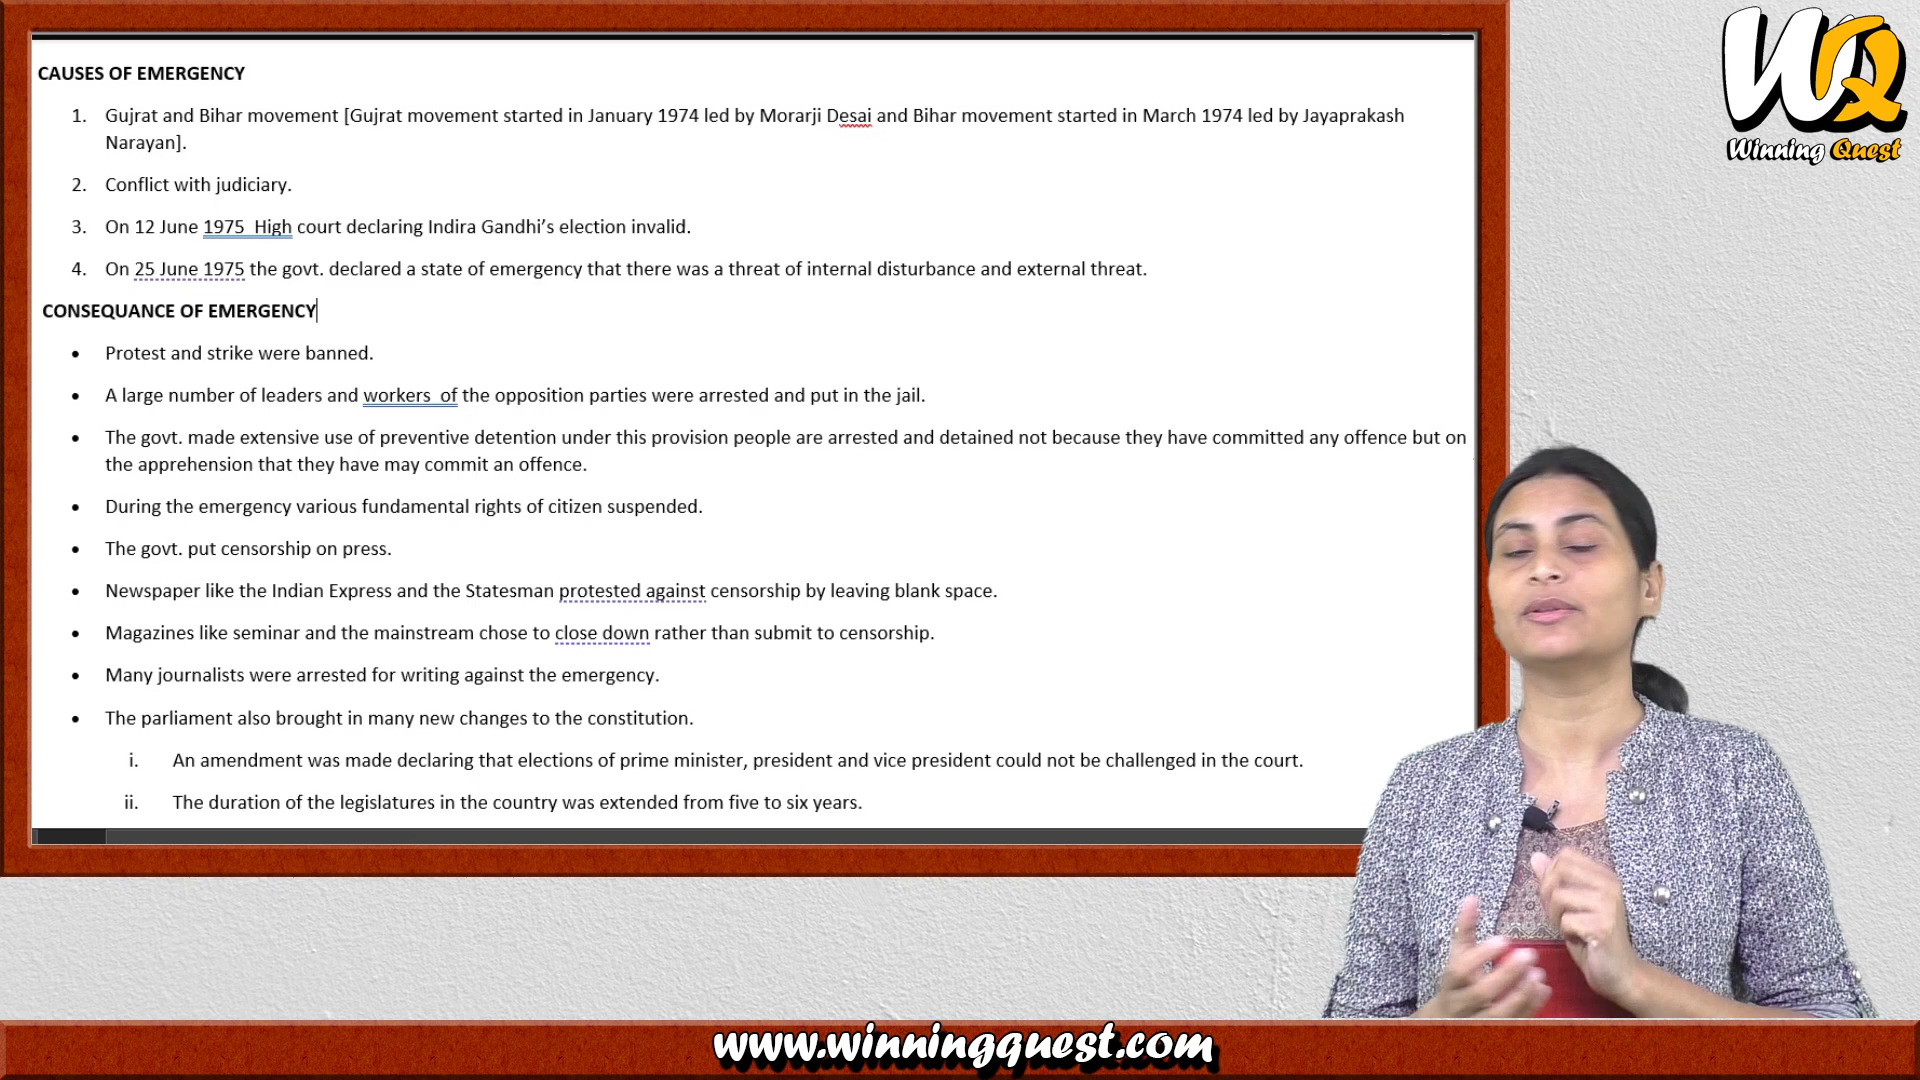 CAUSES OF EMERGENCY
1. Gujrat and Bihar movement [Gujrat movement started in January 1974 led by Morarji Desai and Bihar movement started in March 1974 led by Jayaprakash
Narayan].
2. Conflict with judiciary.
3. On 12 June 1975 High court declaring Indira Gandhi’s election invalid.
4. On 25 June 1975 the govt. declared a state of emergency that there was a threat of internal disturbance and external threat.
CONSEQUANCE OF EMERGENCY
• Protest and strike were banned.
• A large number of leaders and workers of the opposition parties were arrested and put in the jail.
• The govt. made extensive use of preventive detention under this provision people are arrested and detained not because they have committed any offence but on
the apprehension that they have may commit an offence.
• During the emergency various fundamental rights of citizen suspended.
• The govt. put censorship on press.
• Newspaper like the Indian Express and the Statesman protested against censorship by leaving blank space.
• Magazines like seminar and the mainstream chose to close down rather than submit to censorship.
• Many journalists were arrested for writing against the emergency.
• The parliament also brought in many new changes to the constitution.
i. An amendment was made declaring that elections of prime minister, president and vice president could not be challenged in the court.
ii. The duration of the legislatures in the country was extended from five to six years.
WQ
Winning Quest
www.winningquest.com